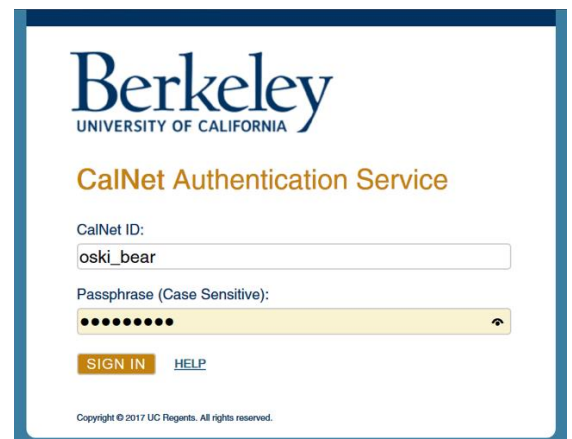 Berkeley
UNIVERSITY OF CALIFORNIA
CalNet Authentication Service
CalNet ID:
oski_bear
Passphrase (Case Sensitive):
●●●●●●●●●
SIGN IN HELP
Copyright © 2017 UC Regents. All rights reserved.